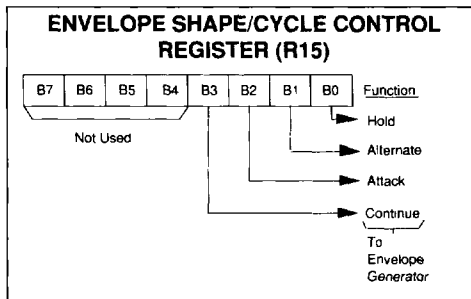 ENVELOPE SHAPE/CYCLE CONTROL
REGISTER (R15)
B7 B6 B5 B4 B3 B2 B1 B0 Function
Not Used
Hold
Alternate
Attack
Continue
To
Envelope
Generator